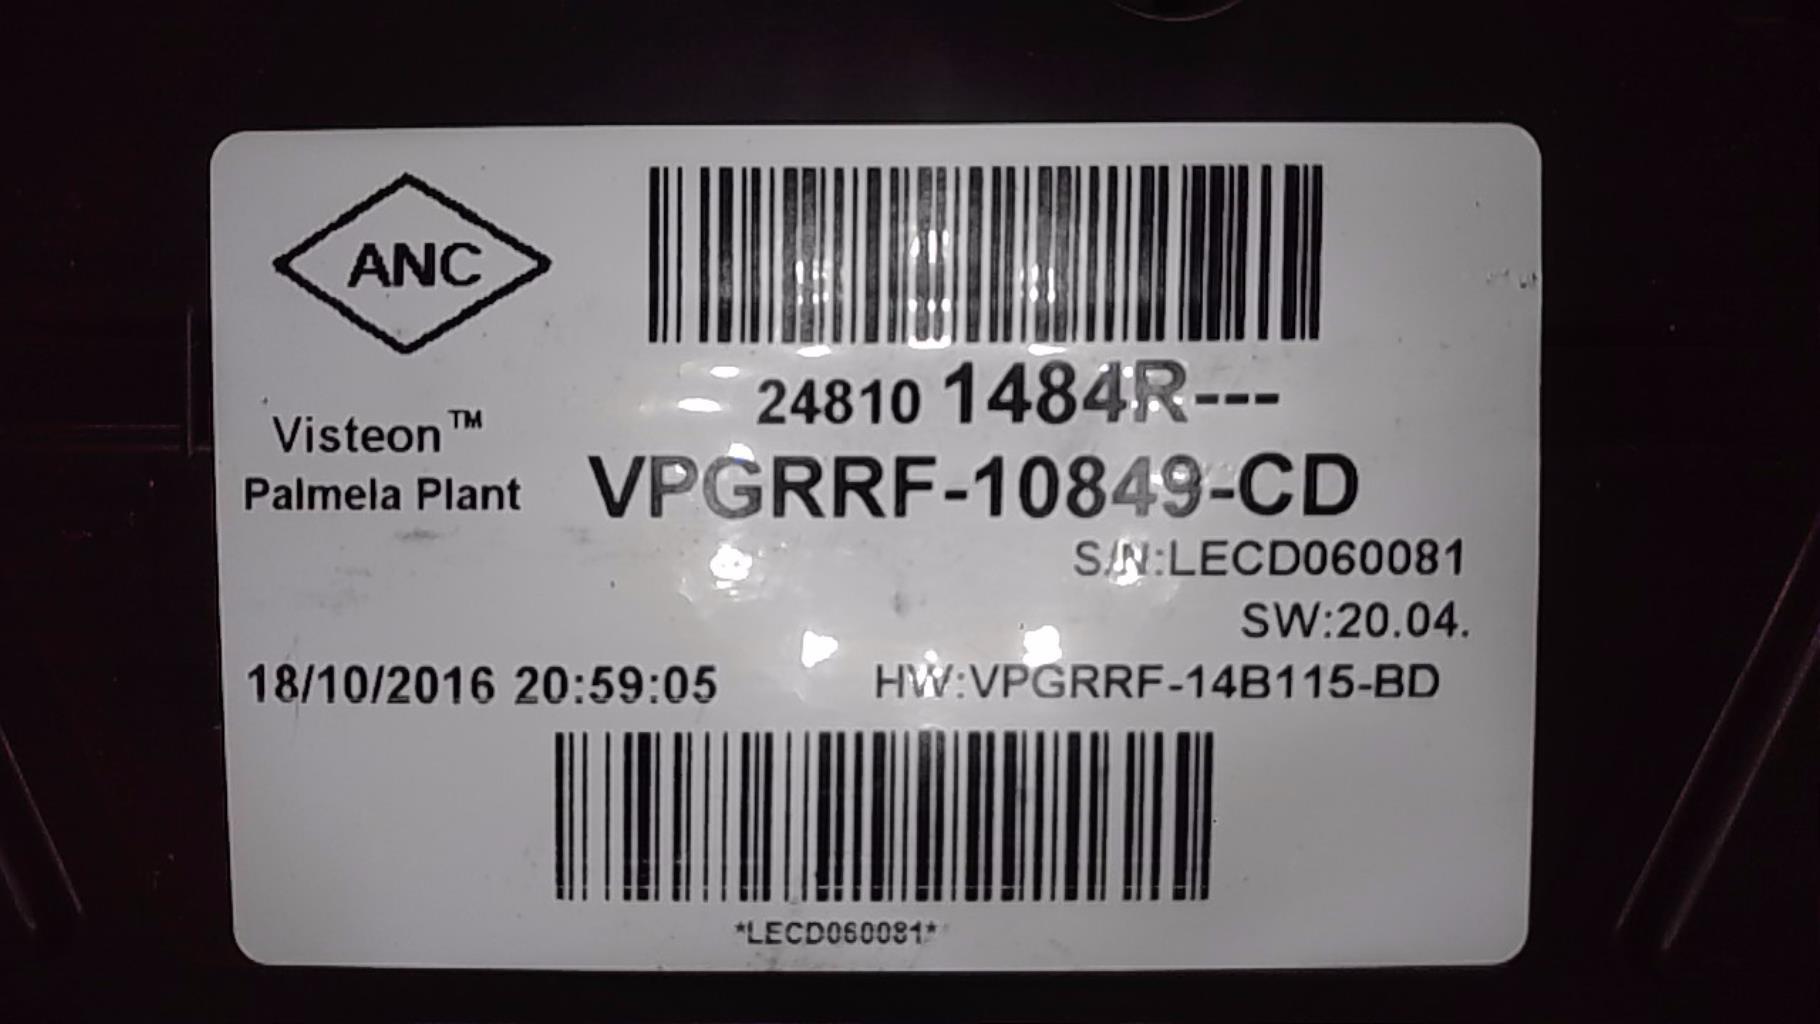 ANC
Visteon™
Palmela Plant
24810 1484R---
VPGRRF-10849-CD
S/N:LECD060081
SW:20.04.
18/10/2016 20:59:05
HW:VPGRRF-14B115-BD
*LECD060081*